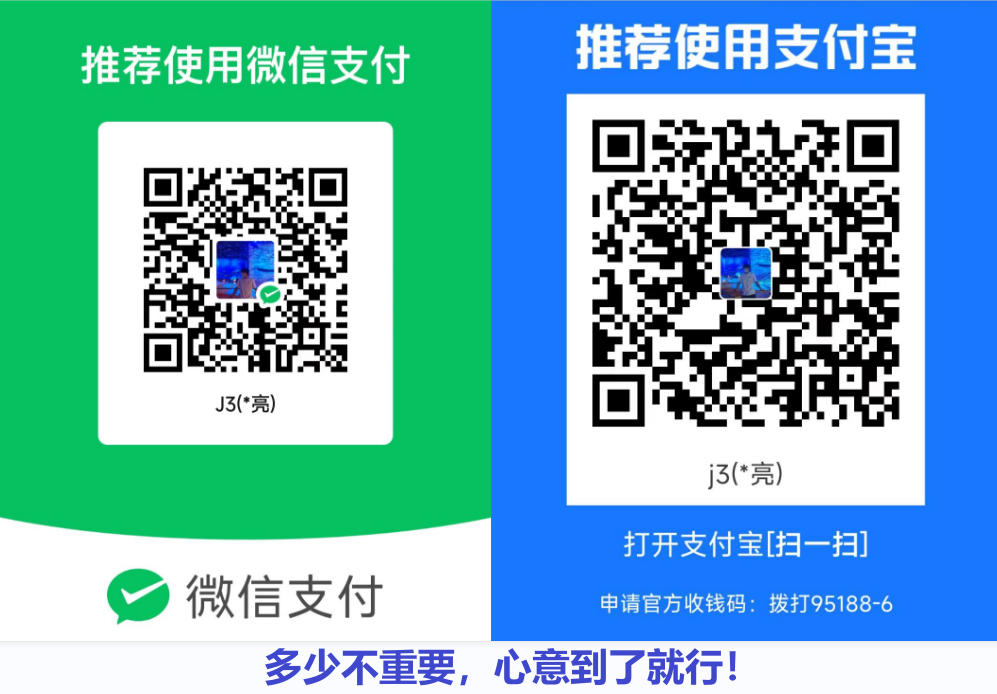 推荐使用微信支付
J3(*亮)
微信支付
推荐使用支付宝
j3(*亮)
打开支付宝[扫一扫]
申请官方收钱码：拨打95188-6
多少不重要，心意到了就行！